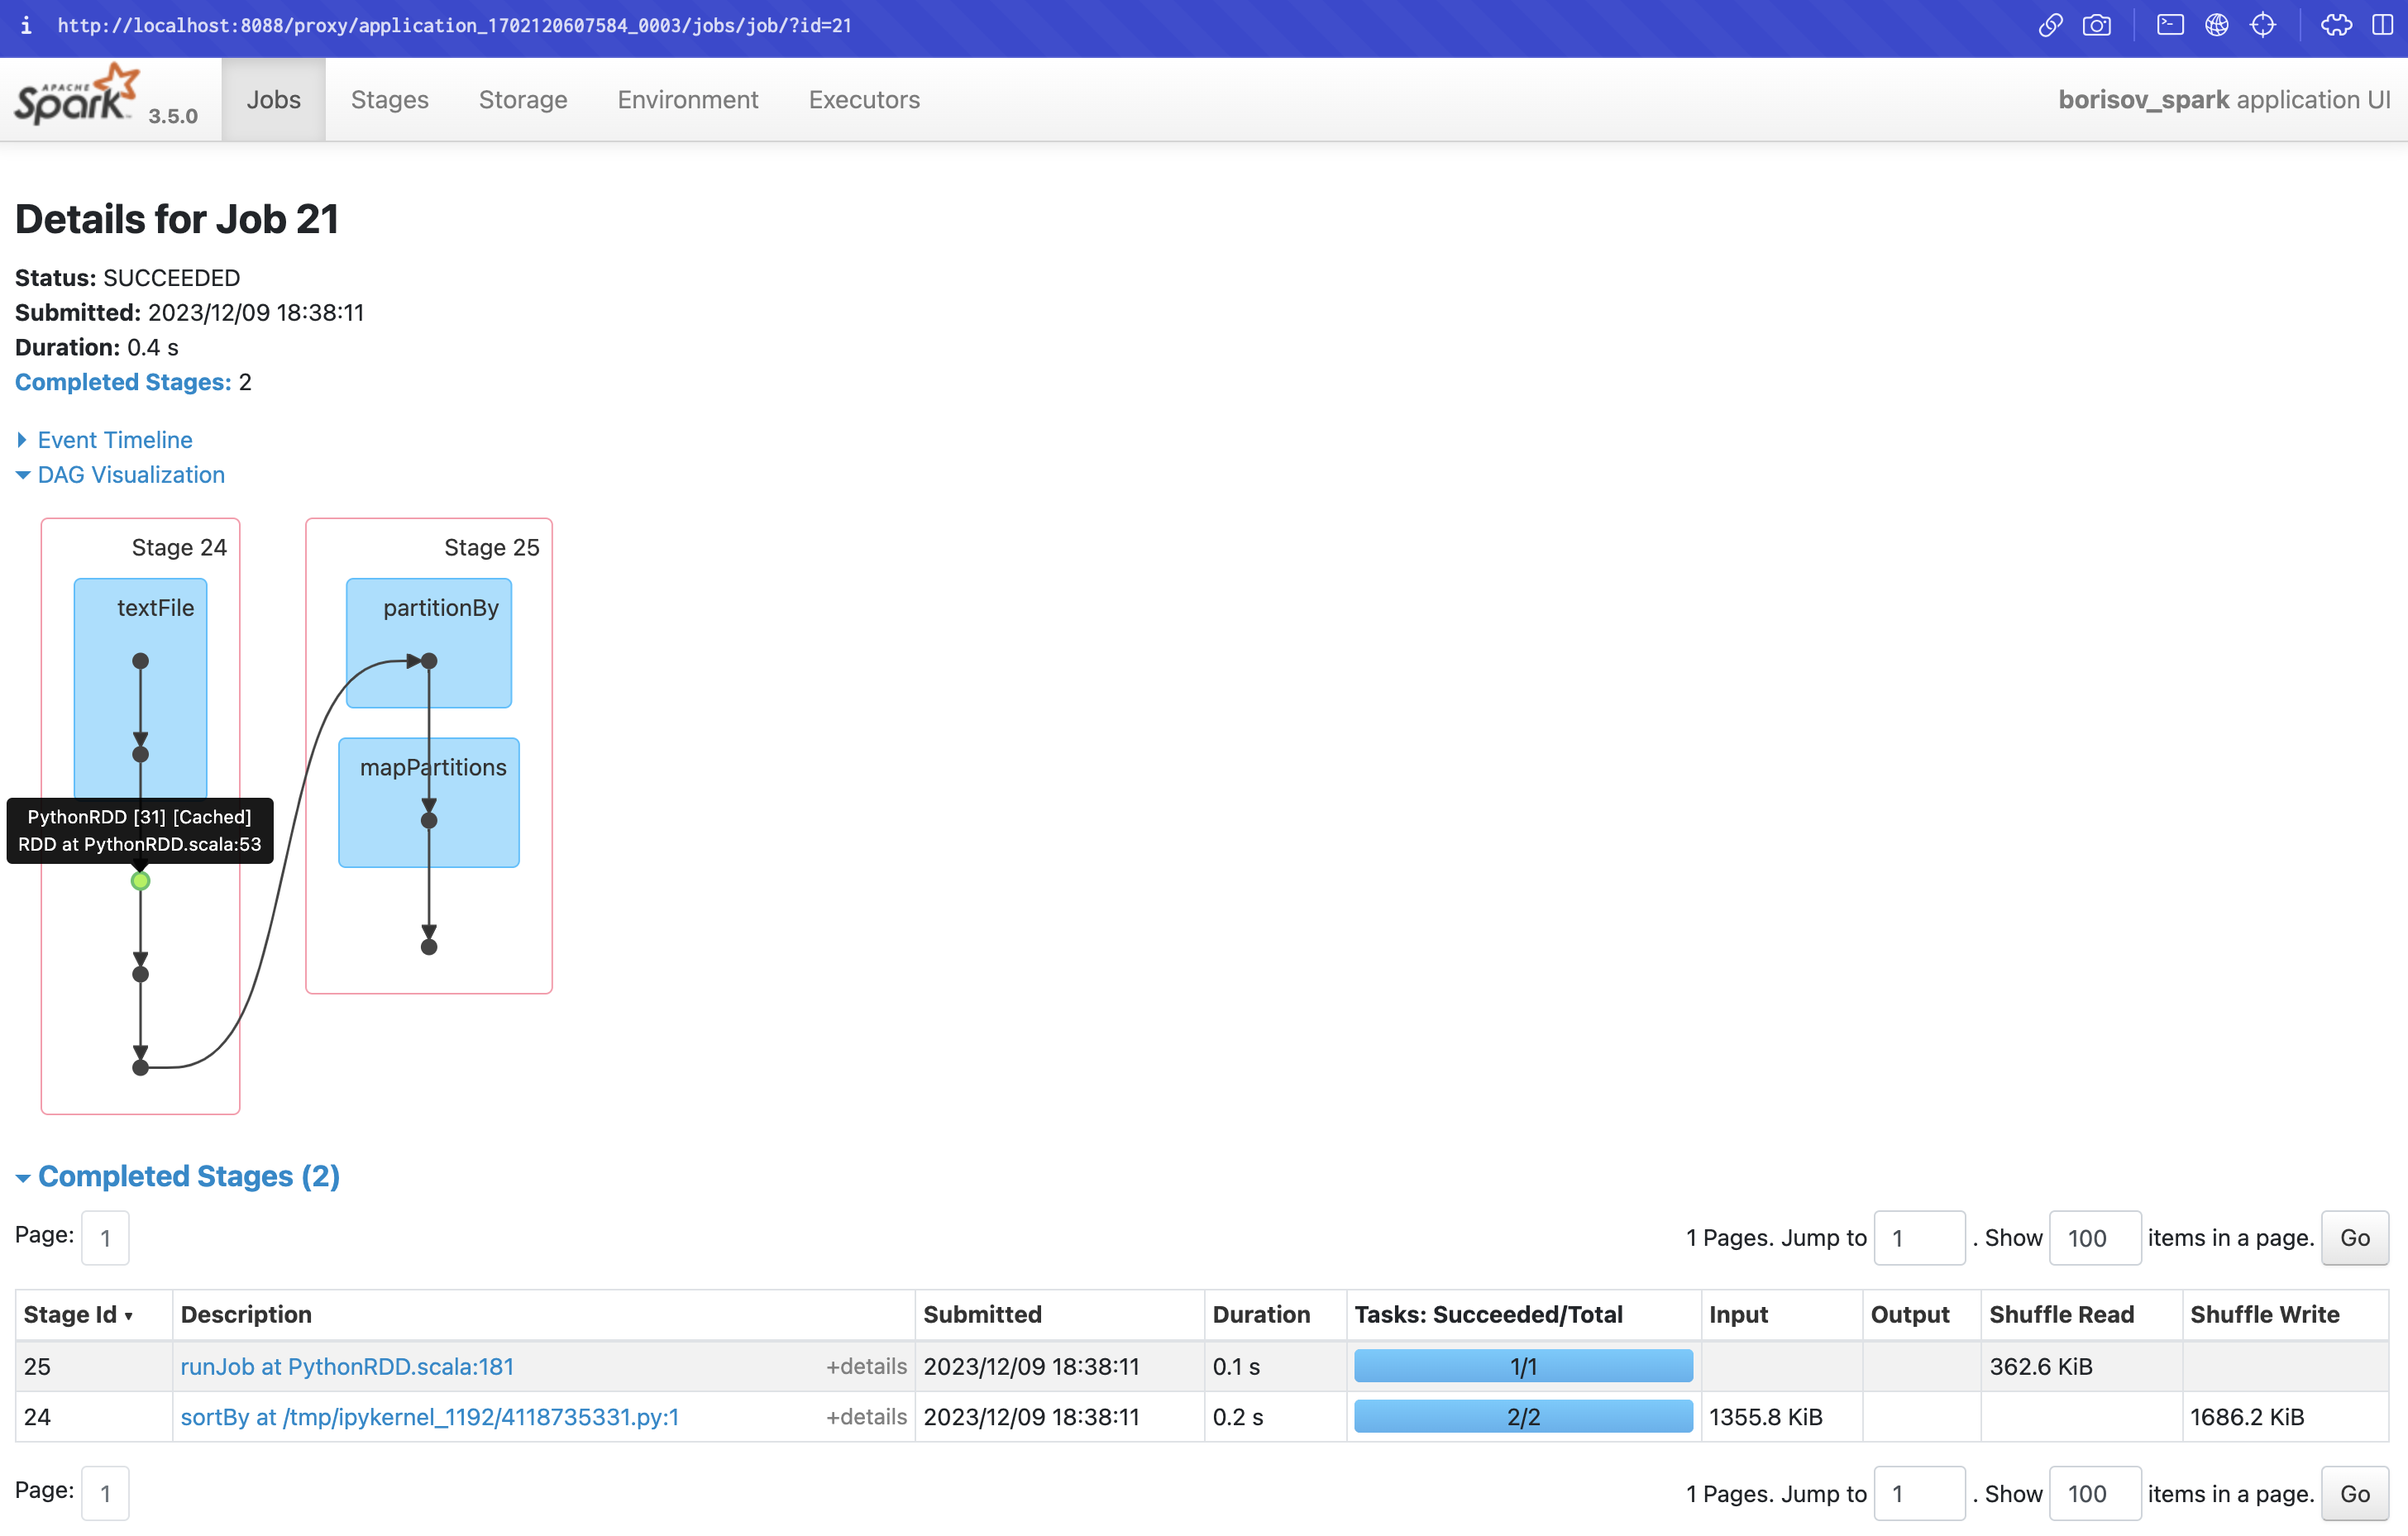 http://localhost:8088/proxy/application_1702120607584_0003/jobs/job/?id=21
APACHE
Spark 3.5.0 Jobs Stages Storage Environment Executors borisov_spark application UI
Details for Job 21
Status: SUCCEEDED
Submitted: 2023/12/09 18:38:11
Duration: 0.4 s
Completed Stages: 2
Event Timeline
DAG Visualization
Stage 24 Stage 25
textFile partitionBy
mapPartitions
PythonRDD [31] [Cached]
RDD at PythonRDD.scala:53
Completed Stages (2)
Page: 1 1 Pages. Jump to 1 . Show 100 items in a page. Go
Stage Id ▾ Description Submitted Duration Tasks: Succeeded/Total Input Output Shuffle Read Shuffle Write
25 runJob at PythonRDD.scala:181 +details 2023/12/09 18:38:11 0.1 s 1/1 362.6 KiB
24 sortBy at /tmp/ipykernel_1192/4118735331.py:1 +details 2023/12/09 18:38:11 0.2 s 2/2 1355.8 KiB 1686.2 KiB
Page: 1 1 Pages. Jump to 1 . Show 100 items in a page. Go